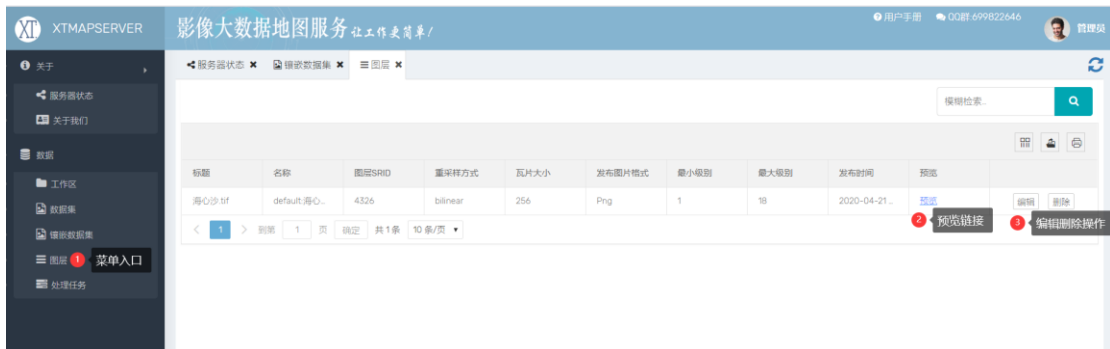 XT XTMAPSERVER
影像大数据地图服务 让工作更简单!
用户手册 QQ群:699822646
管理员
关于
服务器状态
关于我们
数据
工作区
数据集
镶嵌数据集
图层 1 菜单入口
处理任务
服务器状态 镶嵌数据集 图层
模糊检索..
标题 名称 图层SRID 重采样方式 瓦片大小 发布图片格式 最小级别 最大级别 发布时间 预览
海心沙.tif default:海心... 4326 bilinear 256 Png 1 18 2020-04-21... 预览 编辑 删除
2 预览链接 3 编辑删除操作
1 到第 1 页 确定 共1条 10 条/页